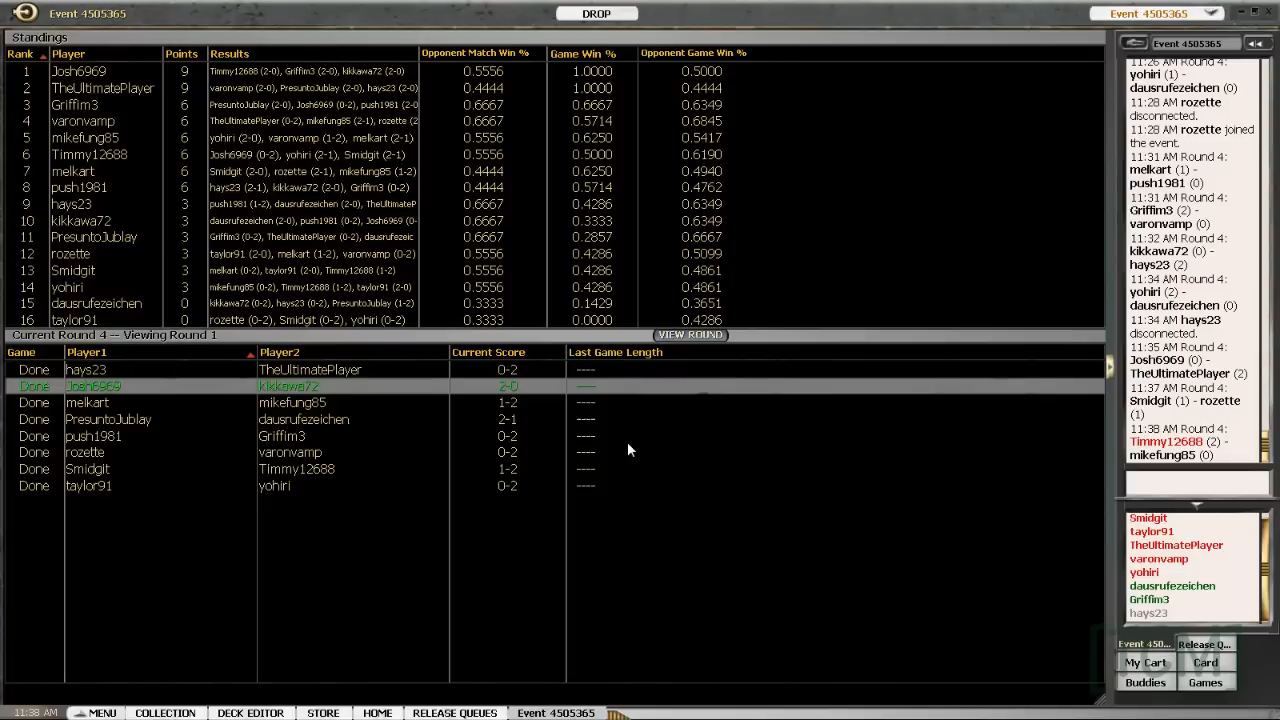 Event 4505365
DROP
Event 4505365
Standings
Rank Player Points Results Opponent Match Win % Game Win % Opponent Game Win %
1 Josh6969 9 Timmy12688 (2-0), Griffim3 (2-0), kikkawa72 (2-0) 0.5556 1.0000 0.5000
2 TheUltimatePlayer 9 varonvamp (2-0), PresuntoJublay (2-0), hays23 (2-0) 0.4444 1.0000 0.4444
3 Griffim3 6 PresuntoJublay (2-0), Josh6969 (0-2), push1981 (2-0 0.6667 0.6667 0.6349
4 varonvamp 6 TheUltimatePlayer (0-2), mikefung85 (2-1), rozette (2 0.6667 0.5714 0.6845
5 mikefung85 6 yohiri (2-0), varonvamp (1-2), melkart (2-1) 0.5556 0.6250 0.5417
6 Timmy12688 6 Josh6969 (0-2), yohiri (2-1), Smidgit (2-1) 0.5556 0.5000 0.6190
7 melkart 6 Smidgit (2-0), rozette (2-1), mikefung85 (1-2) 0.5556 0.6250 0.4940
8 push1981 6 hays23 (2-1), kikkawa72 (2-0), Griffim3 (0-2) 0.4444 0.5714 0.4762
9 hays23 3 push1981 (1-2), dausrufezeichen (2-0), TheUltimateP 0.6667 0.4286 0.6349
10 kikkawa72 3 dausrufezeichen (2-0), push1981 (0-2), Josh6969 (0- 0.6667 0.3333 0.6349
11 PresuntoJublay 3 Griffim3 (0-2), TheUltimatePlayer (0-2), dausrufezeic 0.6667 0.2857 0.6667
12 rozette 3 taylor91 (2-0), melkart (1-2), varonvamp (0-2) 0.5556 0.4286 0.5099
13 Smidgit 3 melkart (0-2), taylor91 (2-0), Timmy12688 (1-2) 0.5556 0.4286 0.4861
14 yohiri 3 mikefung85 (0-2), Timmy12688 (1-2), taylor91 (2-0) 0.5556 0.4286 0.4861
15 dausrufezeichen 0 kikkawa72 (0-2), hays23 (0-2), PresuntoJublay (1-2) 0.3333 0.1429 0.3651
16 taylor91 0 rozette (0-2), Smidgit (0-2), yohiri (0-2) 0.3333 0.0000 0.4286
Current Round 4 -- Viewing Round 1 VIEW ROUND
Game Player1 Player2 Current Score Last Game Length
Done hays23 TheUltimatePlayer 0-2 ----
Done Josh6969 kikkawa72 2-0 ----
Done melkart mikefung85 1-2 ----
Done PresuntoJublay dausrufezeichen 2-1 ----
Done push1981 Griffim3 0-2 ----
Done rozette varonvamp 0-2 ----
Done Smidgit Timmy12688 1-2 ----
Done taylor91 yohiri 0-2 ----
Event 4505365
11:26 AM Round 4:
yohiri (1) -
dausrufezeichen (0)
11:28 AM rozette
disconnected.
11:28 AM rozette joined
the event.
11:31 AM Round 4:
melkart (1) -
push1981 (0)
11:31 AM Round 4:
Griffim3 (2) -
varonvamp (0)
11:32 AM Round 4:
kikkawa72 (0) -
hays23 (2)
11:34 AM Round 4:
yohiri (2) -
dausrufezeichen (0)
11:34 AM hays23
disconnected.
11:35 AM Round 4:
Josh6969 (0) -
TheUltimatePlayer (2)
11:37 AM Round 4:
Smidgit (1) - rozette
(1)
11:38 AM Round 4:
Timmy12688 (2) -
mikefung85 (0)
Smidgit
taylor91
TheUltimatePlayer
varonvamp
yohiri
dausrufezeichen
Griffim3
hays23
Event 450... Release Q...
My Cart Card
Buddies Games
11:38 AM MENU COLLECTION DECK EDITOR STORE HOME RELEASE QUEUES Event 4505365